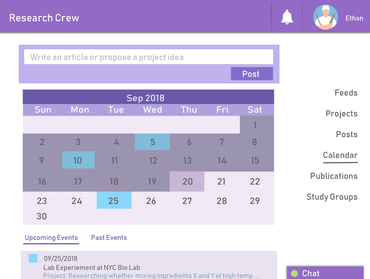 Research Crew
Ethan
Write an article or propose a project idea
Post
Sep 2018
Sun Mon Tue Wed Thu Fri Sat
1
2 3 4 5 6 7 8
9 10 11 12 13 14 15
16 17 18 19 20 21 22
23 24 25 26 27 28 29
30
Feeds
Projects
Posts
Calendar
Publications
Study Groups
Upcoming Events Past Events
09/25/2018
Lab Experiement at NYC Bio Lab
Project: Researching whether mixing ingredients X and Y at high temp ...
Chat